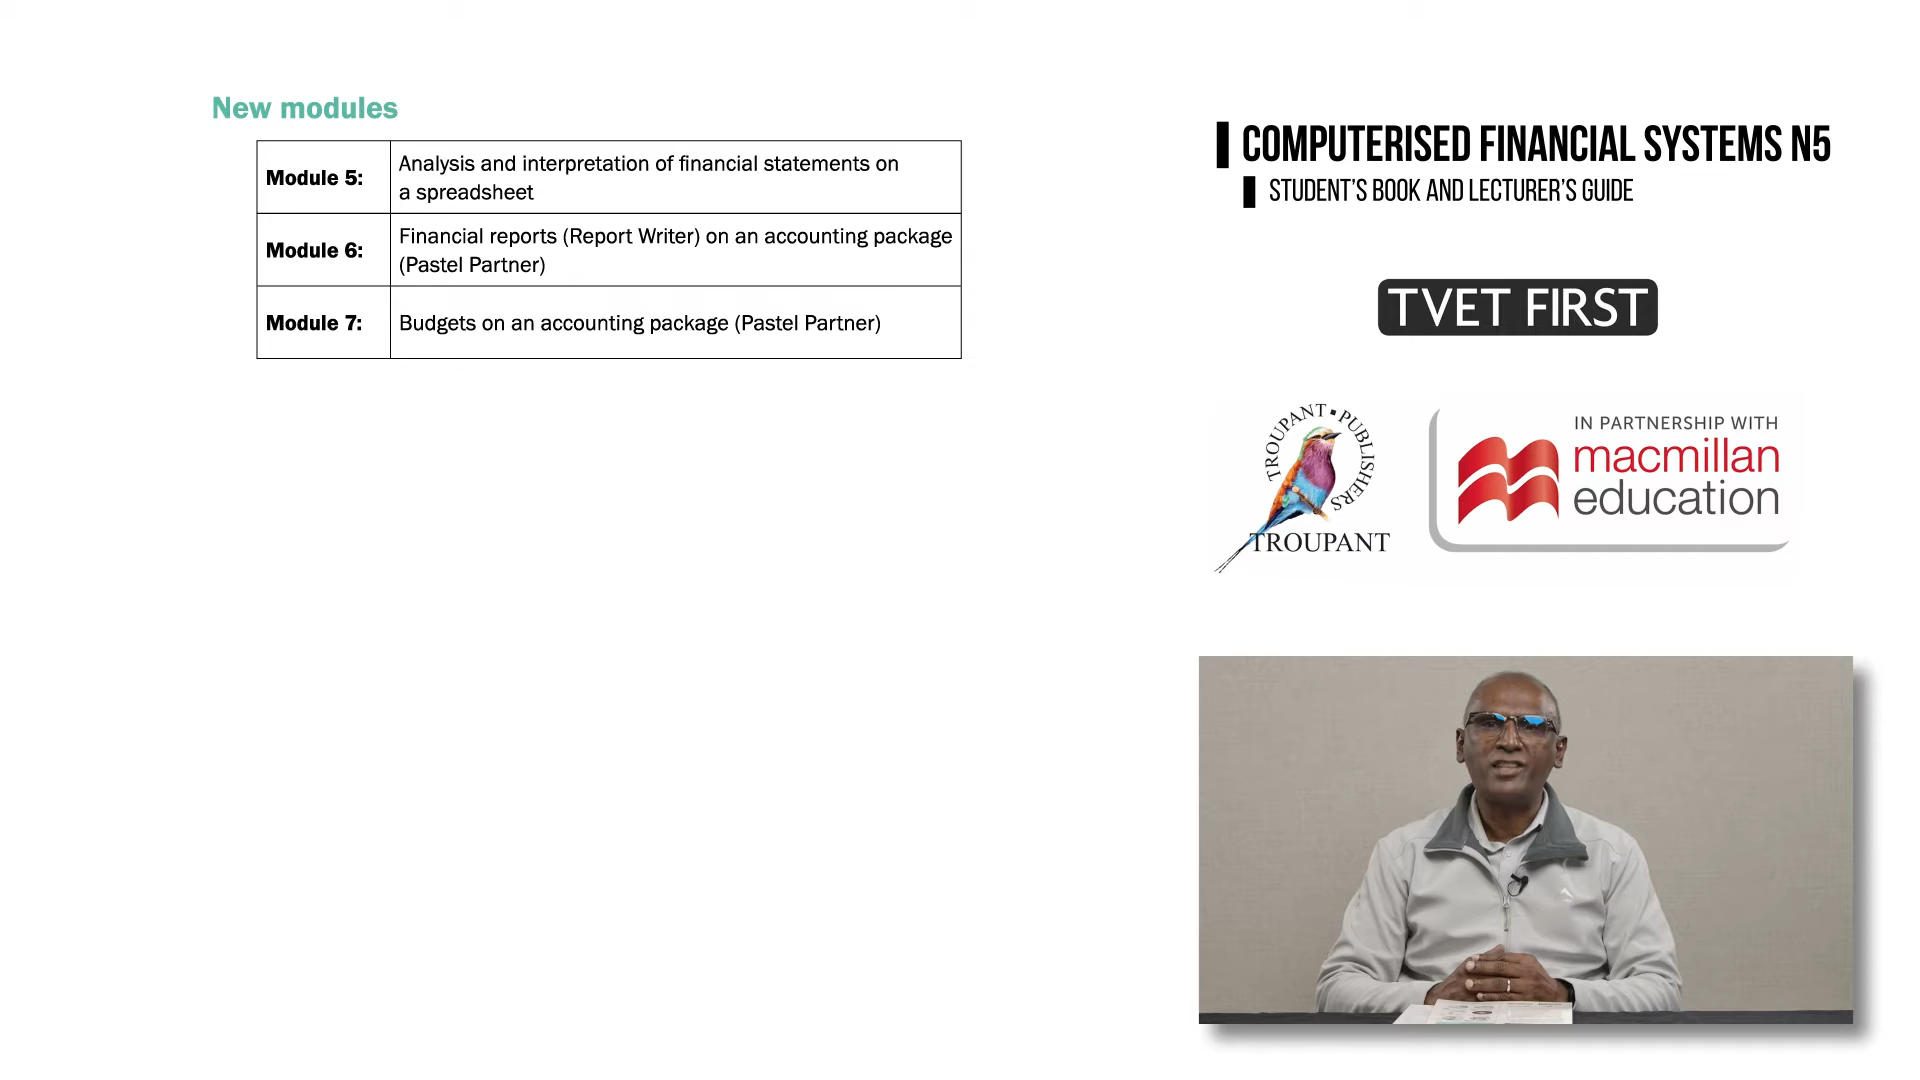 New modules
Module 5:
Analysis and interpretation of financial statements on
a spreadsheet
Module 6:
Financial reports (Report Writer) on an accounting package
(Pastel Partner)
Module 7:
Budgets on an accounting package (Pastel Partner)
COMPUTERISED FINANCIAL SYSTEMS N5
STUDENT'S BOOK AND LECTURER'S GUIDE
TVET FIRST
TROUPANT ▪ PUBLISHERS
TROUPANT
IN PARTNERSHIP WITH
macmillan
education